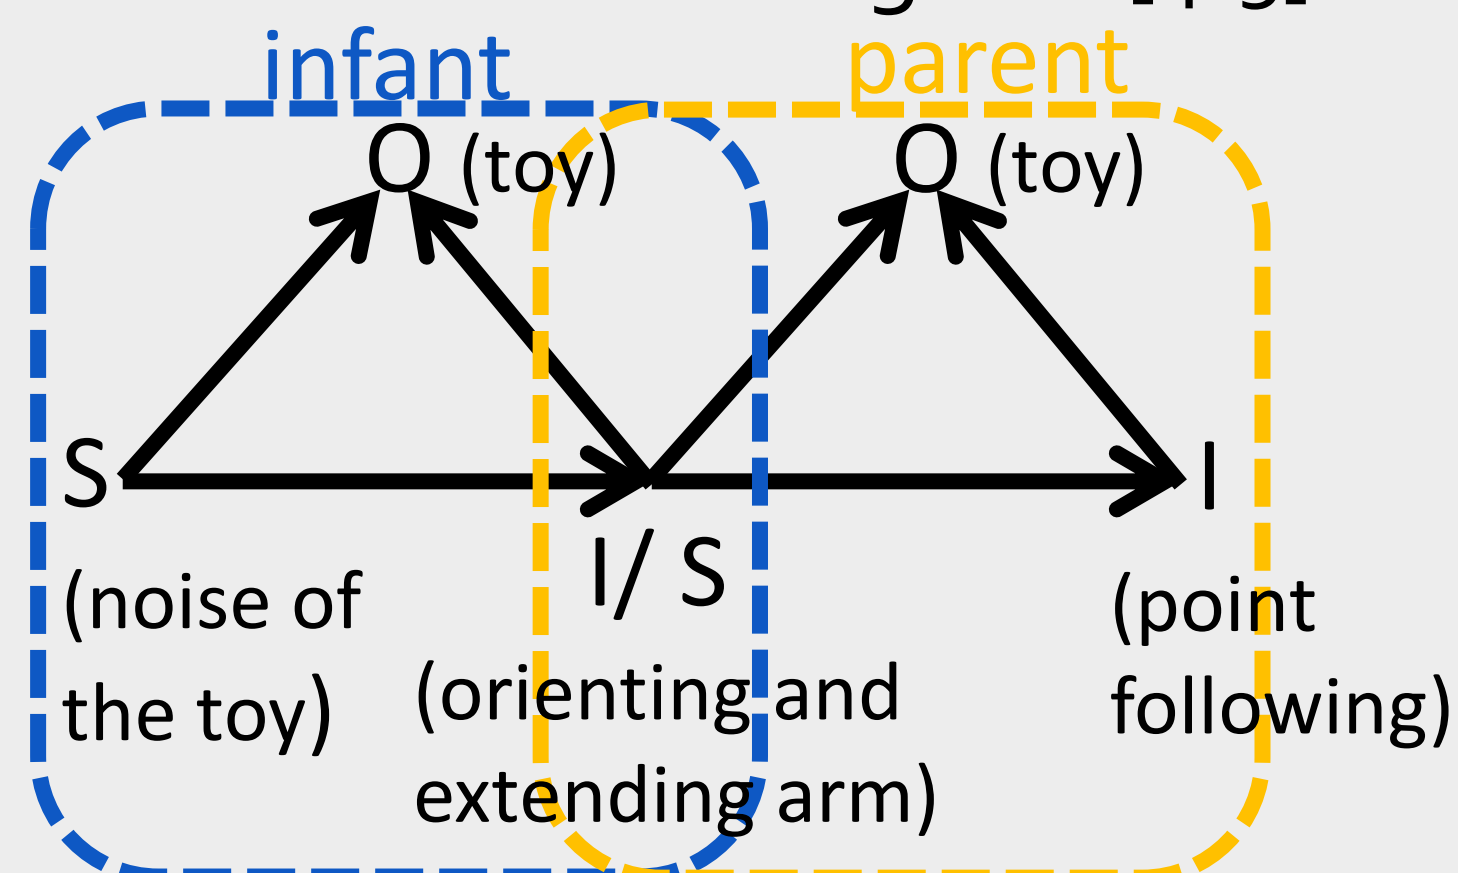 infant
parent
O (toy)
O (toy)
S
I
I/ S
(noise of
the toy)
(orienting and
extending arm)
(point
following)